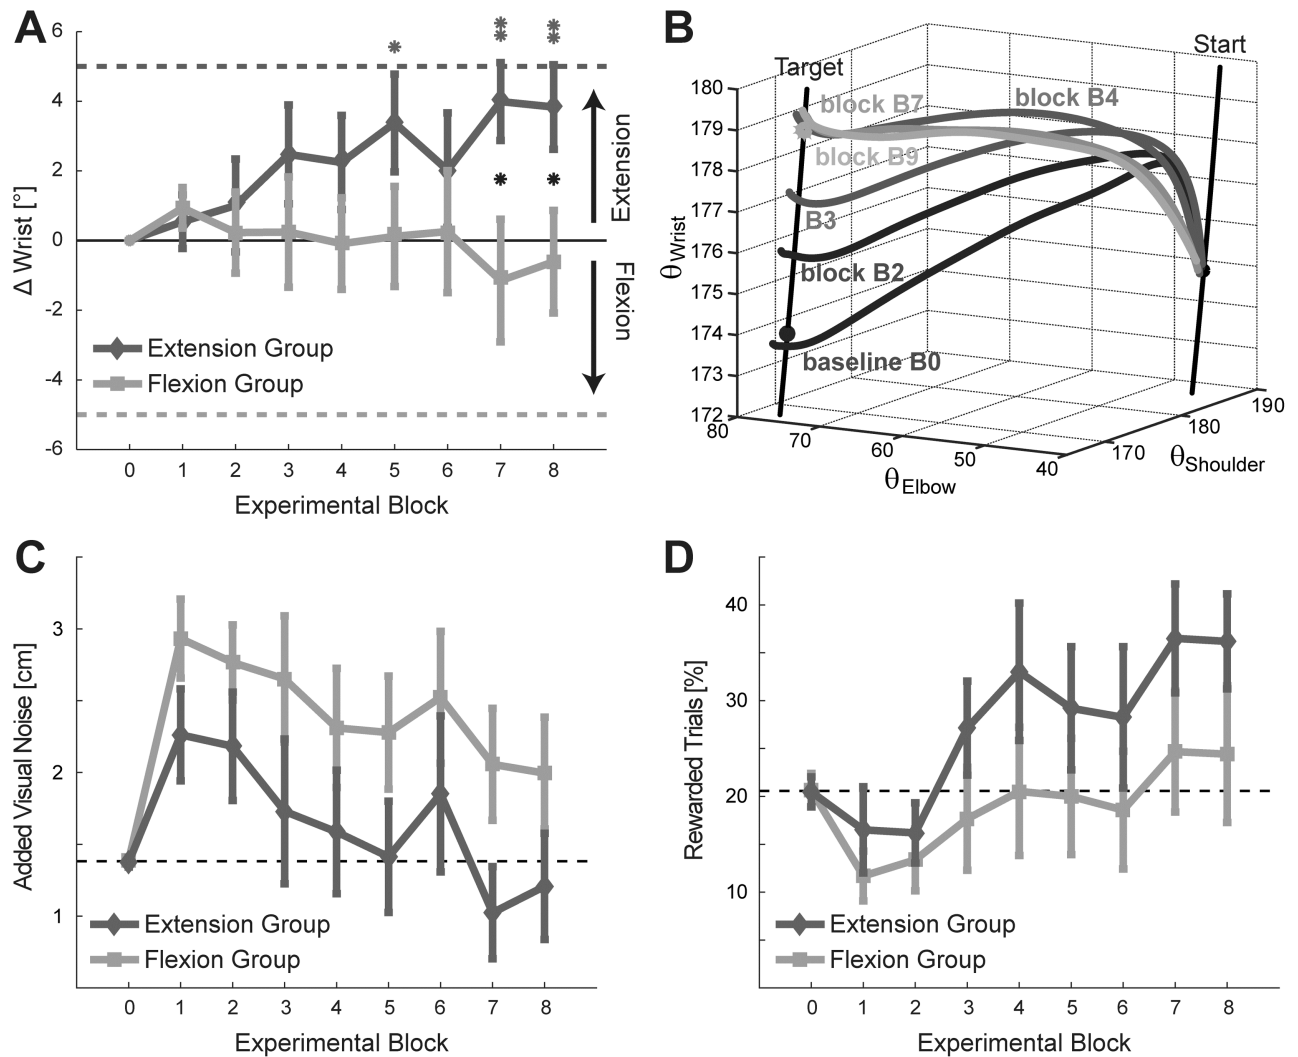 A
6
4
2
0
-2
-4
-6
Δ Wrist [°]
* * * * *
* *
Extension
Flexion
Extension Group
Flexion Group
0 1 2 3 4 5 6 7 8
Experimental Block
B
Target
Start
180
179
178
177
176
175
174
173
172
θWrist
block B7
block B4
block B9
B3
block B2
baseline B0
80
70
60
50
40
θElbow
170
180
190
θShoulder
C
3
2
1
Added Visual Noise [cm]
Extension Group
Flexion Group
0 1 2 3 4 5 6 7 8
Experimental Block
D
40
30
20
10
Rewarded Trials [%]
Extension Group
Flexion Group
0 1 2 3 4 5 6 7 8
Experimental Block